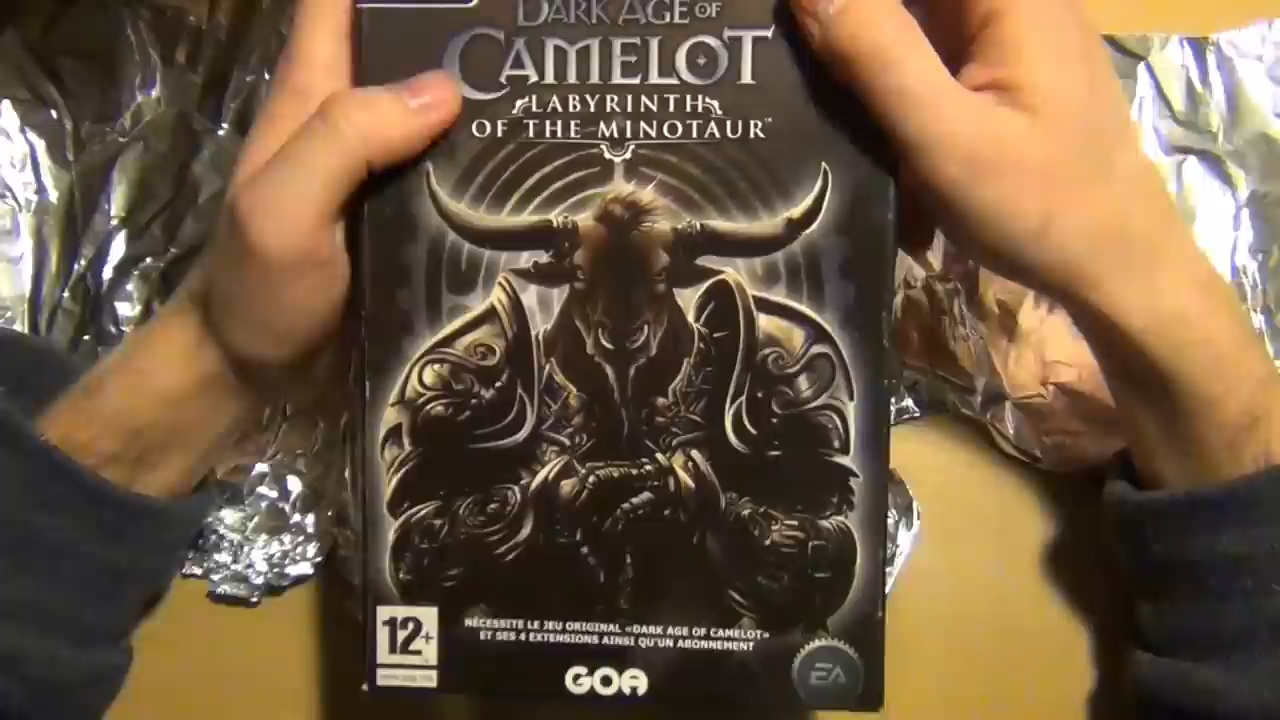 DARK AGE OF
CAMELOT
LABYRINTH
OF THE MINOTAUR™
12+
NÉCESSITE LE JEU ORIGINAL «DARK AGE OF CAMELOT»
ET SES 4 EXTENSIONS AINSI QU'UN ABONNEMENT
GOA
EA